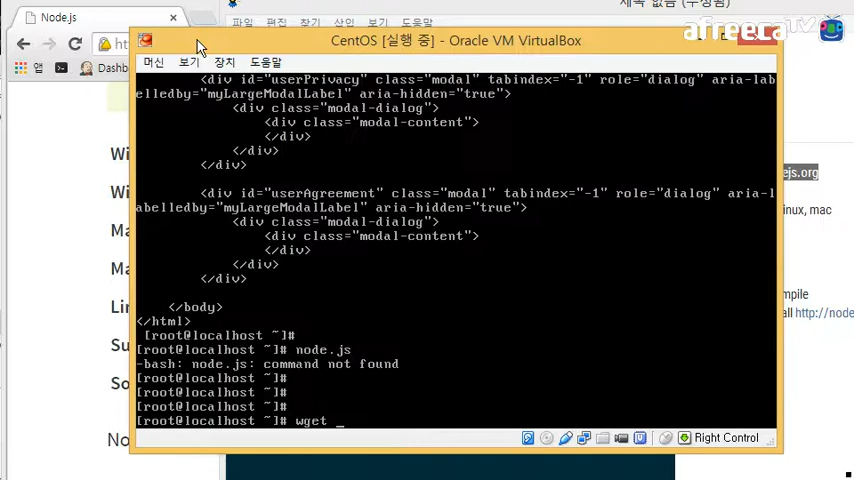 Node.js
파일 편집 삽입 서식 보기 도움말
제목 없음 (수정됨)
afreecaTV
CentOS [실행 중] - Oracle VM VirtualBox
앱
Dashb
머신 보기 장치 도움말
<div id="userPrivacy" class="modal" tabindex="-1" role="dialog" aria-lab
elledby="myLargeModalLabel" aria-hidden="true">
<div class="modal-dialog">
<div class="modal-content">
</div>
</div>
</div>
<div id="userAgreement" class="modal" tabindex="-1" role="dialog" aria-l
abelledby="myLargeModalLabel" aria-hidden="true">
<div class="modal-dialog">
<div class="modal-content">
</div>
</div>
</div>
</body>
</html>
[root@localhost ~]#
[root@localhost ~]# node.js
-bash: node.js: command not found
[root@localhost ~]#
[root@localhost ~]#
[root@localhost ~]#
[root@localhost ~]# wget _
Right Control
Wi
Wi
Ma
Ma
Lin
Su
Su
No
ejs.org
inux, mac
mpile
all http://node